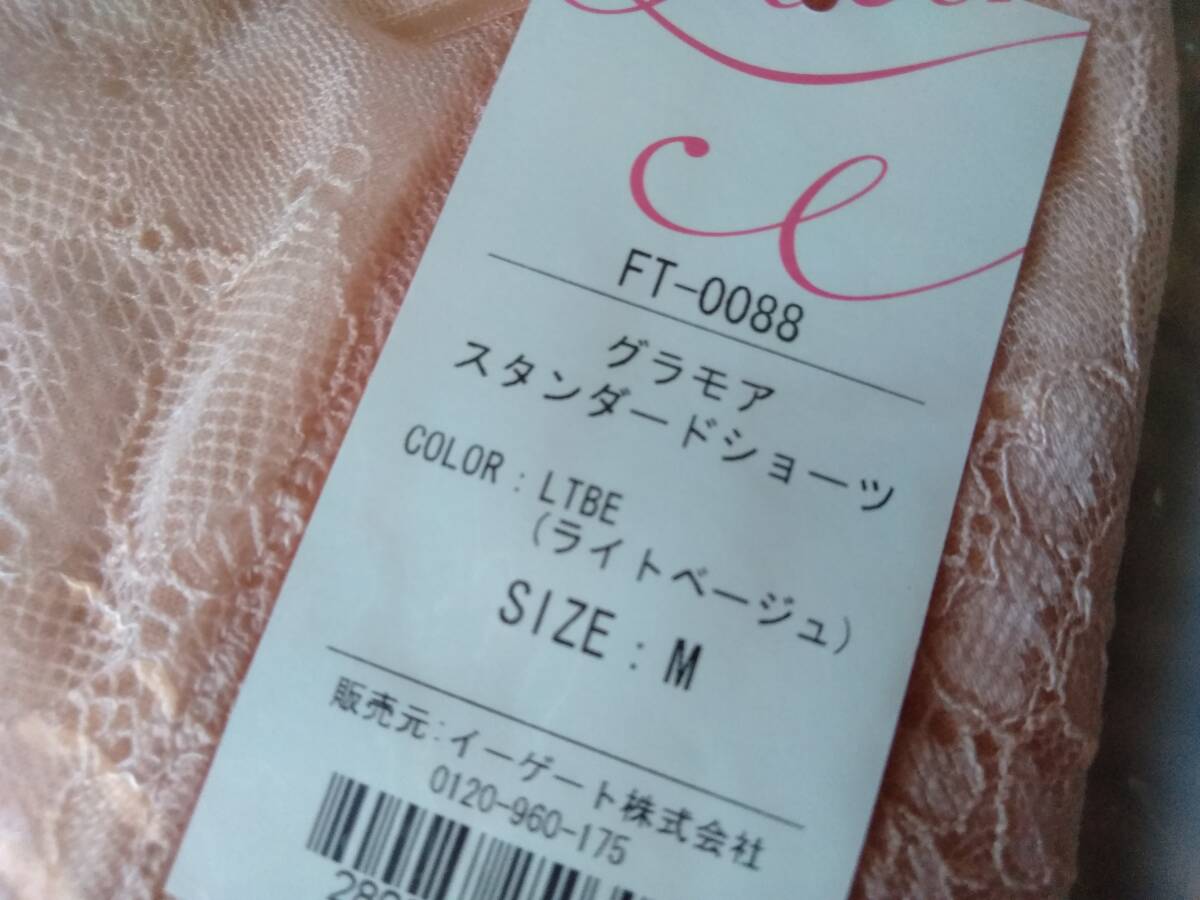 FT-0088
グラモア
スタンダードショーツ
COLOR：LTBE
（ライトベージュ）
SIZE：M
販売元：イーゲート株式会社
0120-960-175